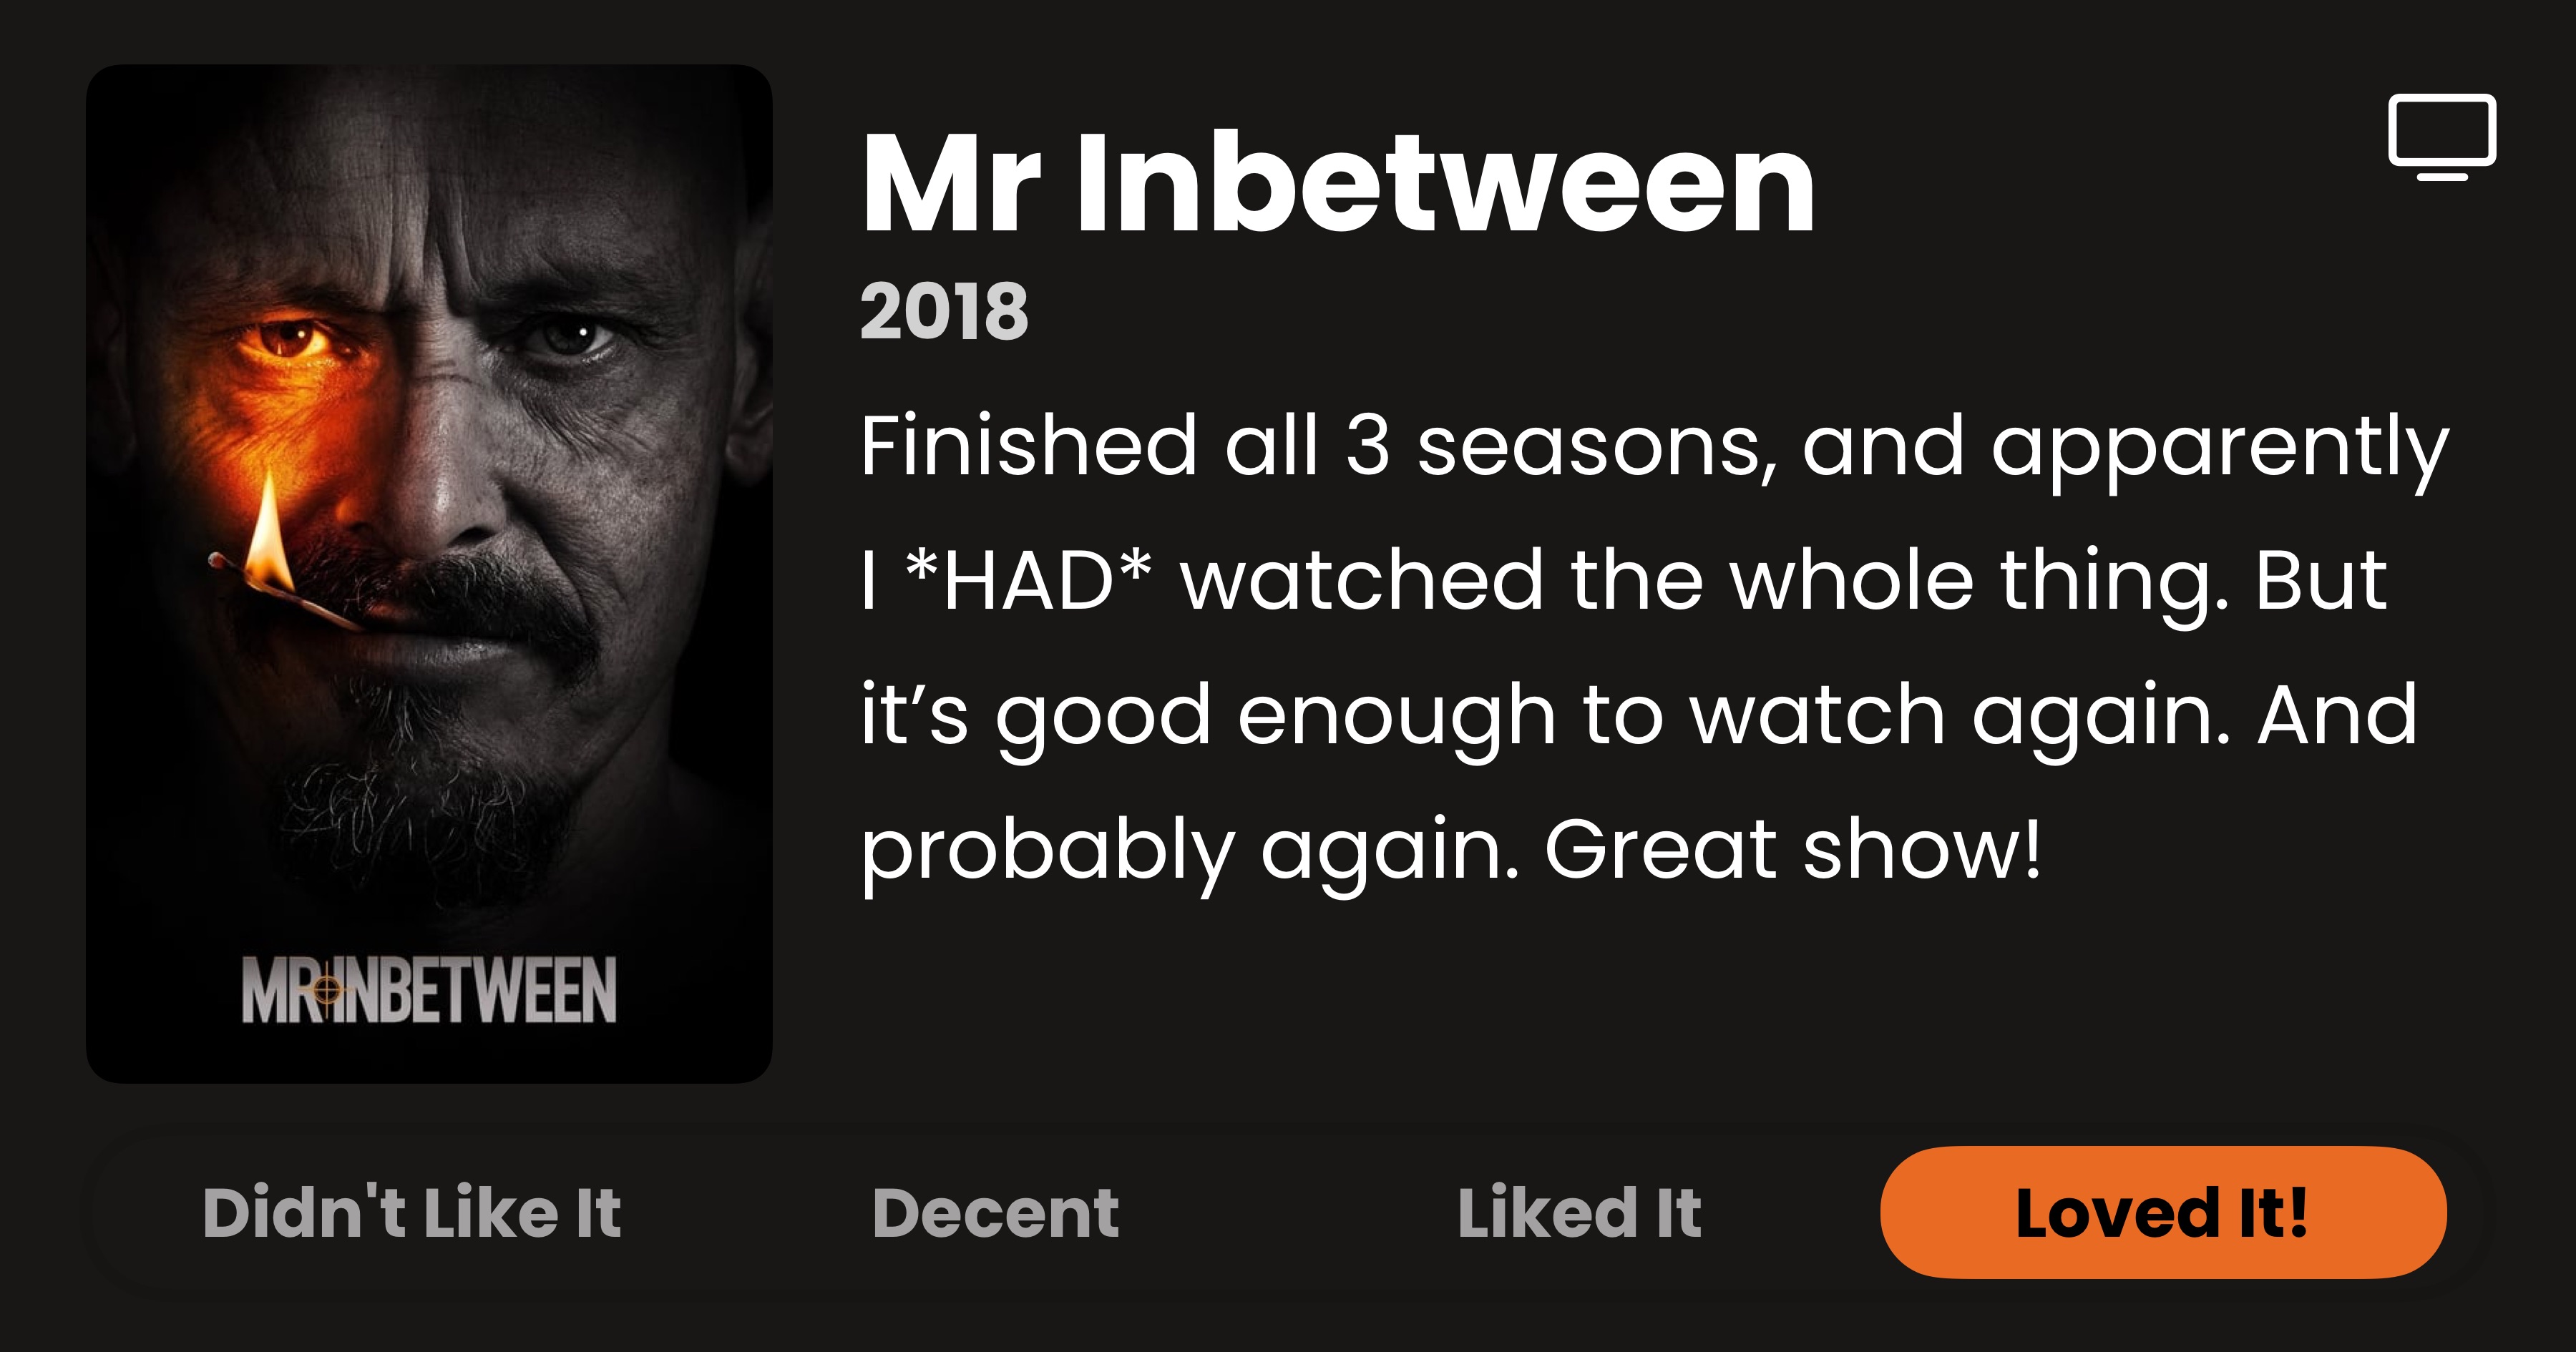 Mr Inbetween
2018
Finished all 3 seasons, and apparently
I *HAD* watched the whole thing. But
it’s good enough to watch again. And
probably again. Great show!
MR INBETWEEN
Didn't Like It
Decent
Liked It
Loved It!